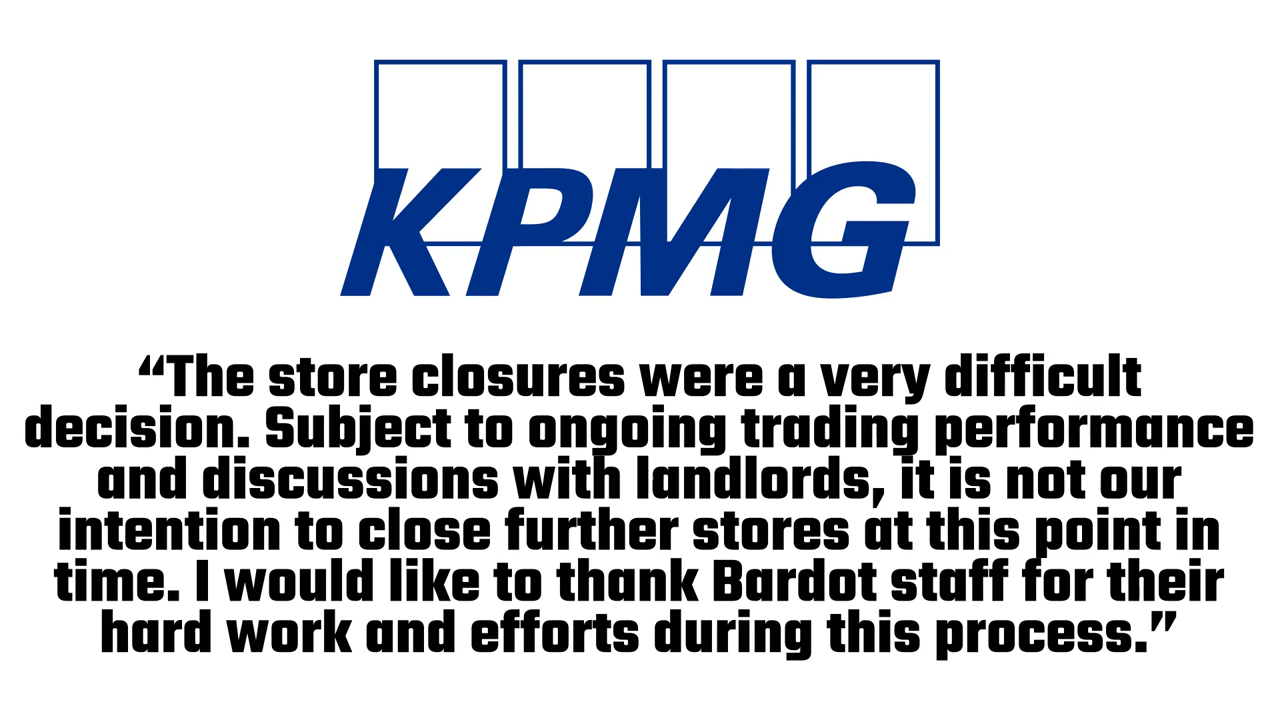 KPMG
“The store closures were a very difficult
decision. Subject to ongoing trading performance
and discussions with landlords, it is not our
intention to close further stores at this point in
time. I would like to thank Bardot staff for their
hard work and efforts during this process.”